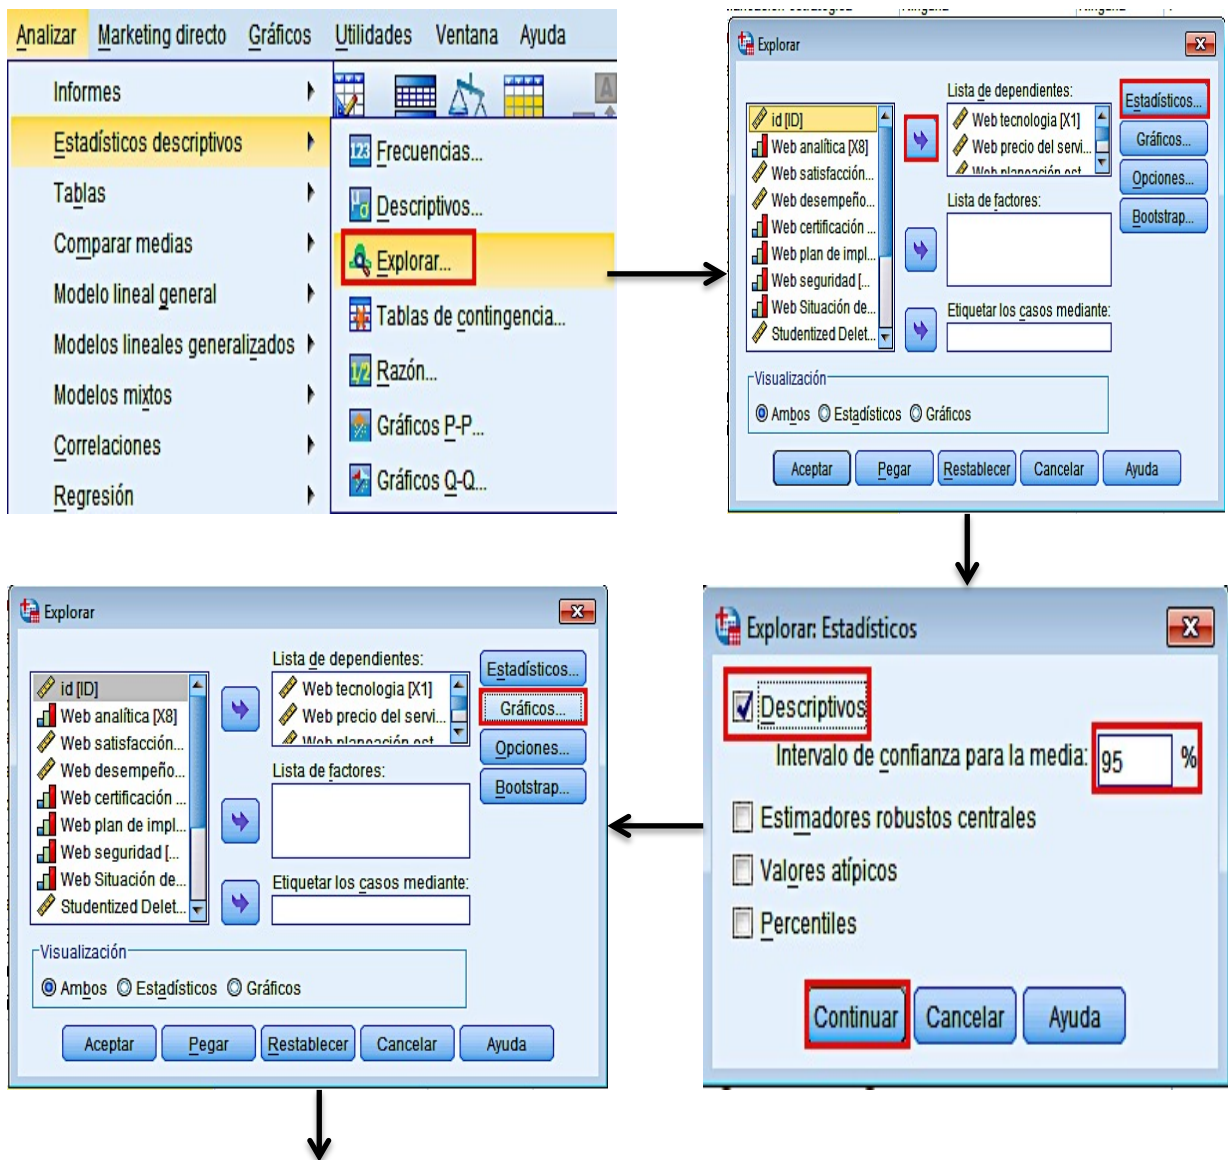 Analizar Marketing directo Gráficos Utilidades Ventana Ayuda
Informes
Estadísticos descriptivos
Tablas
Comparar medias
Modelo lineal general
Modelos lineales generalizados
Modelos mixtos
Correlaciones
Regresión
Frecuencias...
Descriptivos...
Explorar...
Tablas de contingencia...
Razón...
Gráficos P-P...
Gráficos Q-Q...
Explorar
id [ID]
Web analítica [X8]
Web satisfacción...
Web desempeño...
Web certificación ...
Web plan de impl...
Web seguridad [...
Web Situación de...
Studentized Delet...
Lista de dependientes:
Web tecnologia [X1]
Web precio del servi...
Web planeación est
Lista de factores:
Etiquetar los casos mediante:
Estadísticos...
Gráficos...
Opciones...
Bootstrap...
Visualización
Ambos Estadísticos Gráficos
Aceptar Pegar Restablecer Cancelar Ayuda
Explorar
id [ID]
Web analítica [X8]
Web satisfacción...
Web desempeño...
Web certificación ...
Web plan de impl...
Web seguridad [...
Web Situación de...
Studentized Delet...
Lista de dependientes:
Web tecnologia [X1]
Web precio del servi...
Web planeación est
Lista de factores:
Etiquetar los casos mediante:
Estadísticos...
Gráficos...
Opciones...
Bootstrap...
Visualización
Ambos Estadísticos Gráficos
Aceptar Pegar Restablecer Cancelar Ayuda
Explorar: Estadísticos
Descriptivos
Intervalo de confianza para la media: 95 %
Estimadores robustos centrales
Valores atípicos
Percentiles
Continuar Cancelar Ayuda